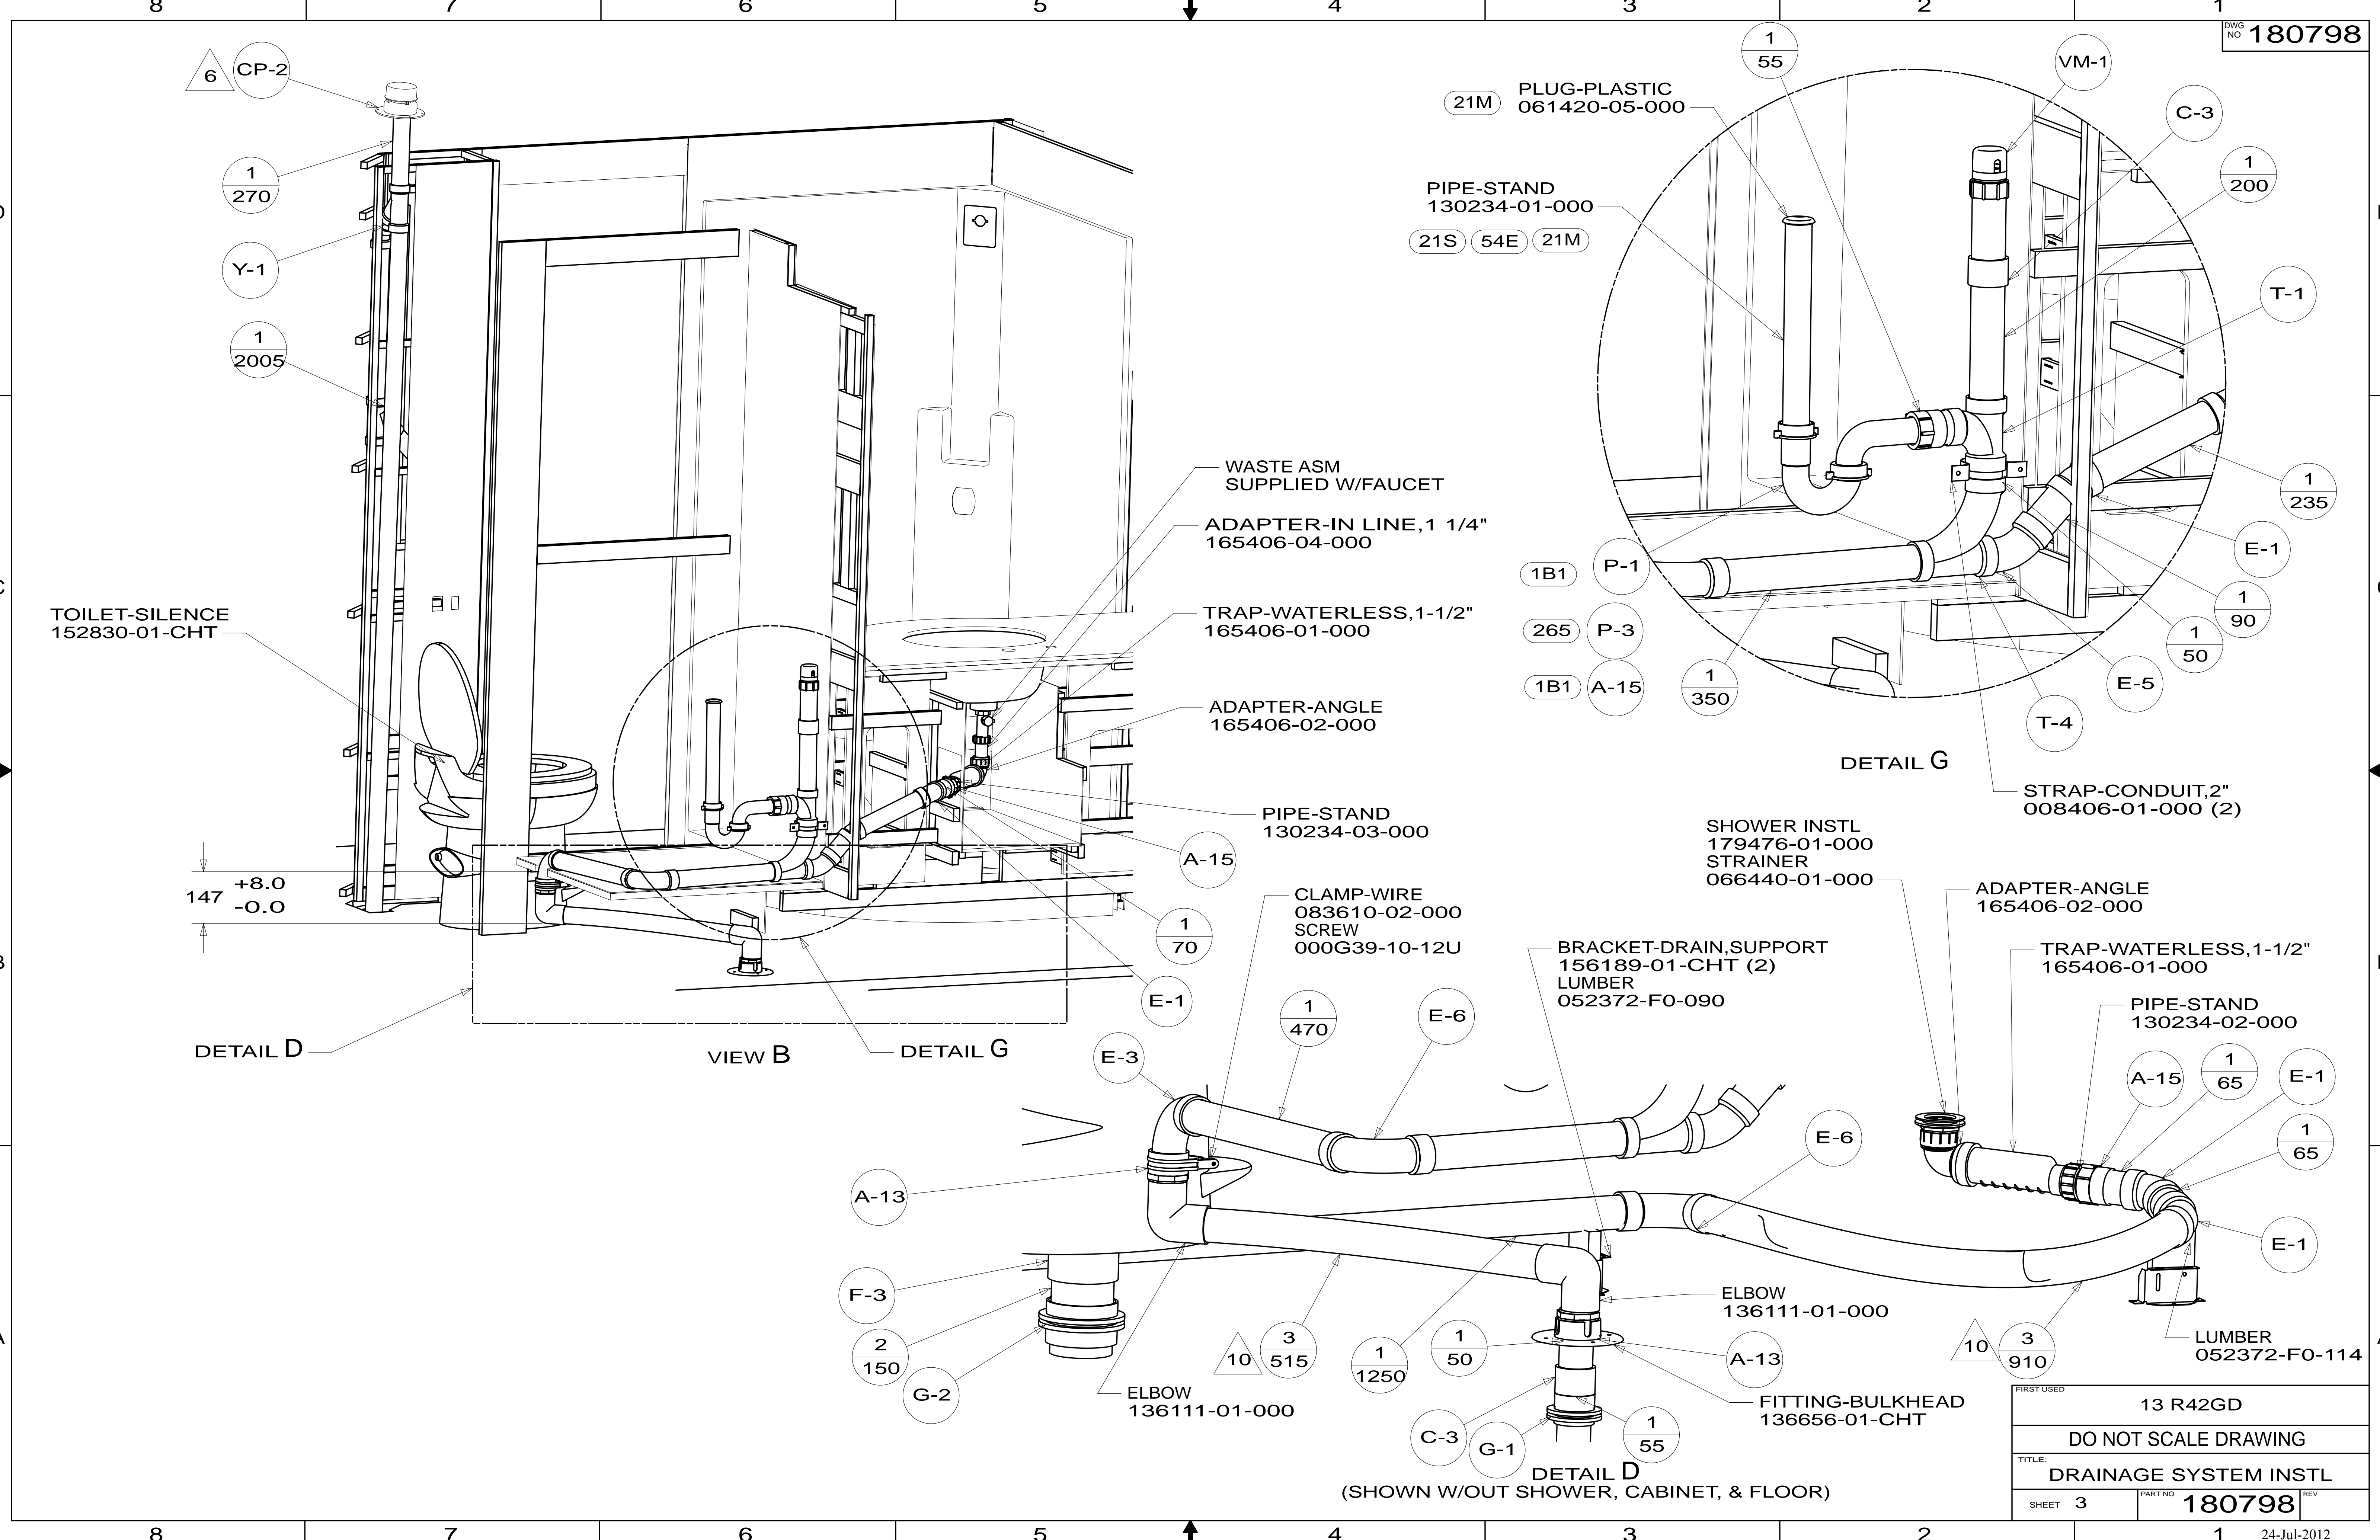 8 7 6 5 4 3 2 1
DWG NO 180798
6
CP-2
1
270
Y-1
1
2005
TOILET-SILENCE
152830-01-CHT
147 +8.0
-0.0
DETAIL D
VIEW B
DETAIL G
WASTE ASM
SUPPLIED W/FAUCET
ADAPTER-IN LINE,1 1/4"
165406-04-000
TRAP-WATERLESS,1-1/2"
165406-01-000
ADAPTER-ANGLE
165406-02-000
PIPE-STAND
130234-03-000
A-15
1
70
E-1
1
55
VM-1
21M
PLUG-PLASTIC
061420-05-000
C-3
PIPE-STAND
130234-01-000
21S 54E 21M
1
200
T-1
1
235
E-1
1B1
P-1
1
90
265
P-3
1
50
1B1
A-15
1
350
E-5
T-4
DETAIL G
STRAP-CONDUIT,2"
008406-01-000 (2)
CLAMP-WIRE
083610-02-000
SCREW
000G39-10-12U
BRACKET-DRAIN,SUPPORT
156189-01-CHT (2)
LUMBER
052372-F0-090
SHOWER INSTL
179476-01-000
STRAINER
066440-01-000
ADAPTER-ANGLE
165406-02-000
TRAP-WATERLESS,1-1/2"
165406-01-000
PIPE-STAND
130234-02-000
E-3
1
470
E-6
A-15
1
65
E-1
E-6
1
65
A-13
E-1
F-3
2
150
G-2
ELBOW
136111-01-000
10
3
515
1
1250
1
50
ELBOW
136111-01-000
A-13
10
3
910
LUMBER
052372-F0-114
FITTING-BULKHEAD
136656-01-CHT
C-3
G-1
1
55
DETAIL D
(SHOWN W/OUT SHOWER, CABINET, & FLOOR)
FIRST USED
13 R42GD
DO NOT SCALE DRAWING
TITLE:
DRAINAGE SYSTEM INSTL
SHEET 3 PART NO 180798 REV
8 7 6 5 4 3 2 1
24-Jul-2012